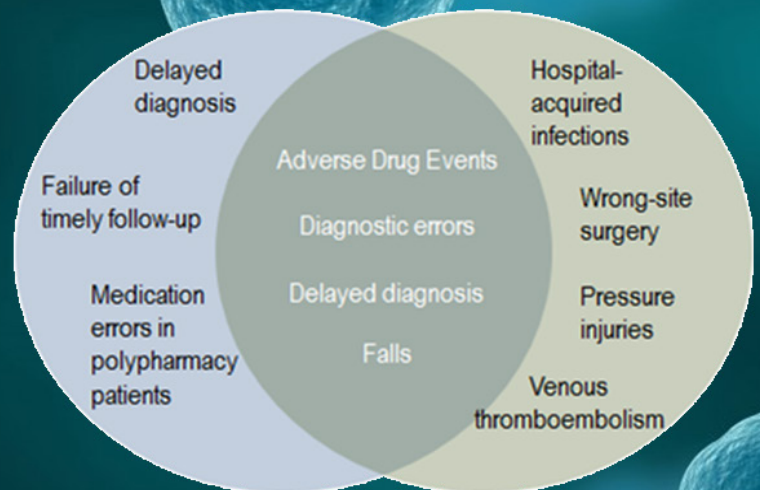 Delayed
diagnosis
Failure of
timely follow-up
Medication
errors in
polypharmacy
patients
Adverse Drug Events
Diagnostic errors
Delayed diagnosis
Falls
Hospital-
acquired
infections
Wrong-site
surgery
Pressure
injuries
Venous
thromboembolism